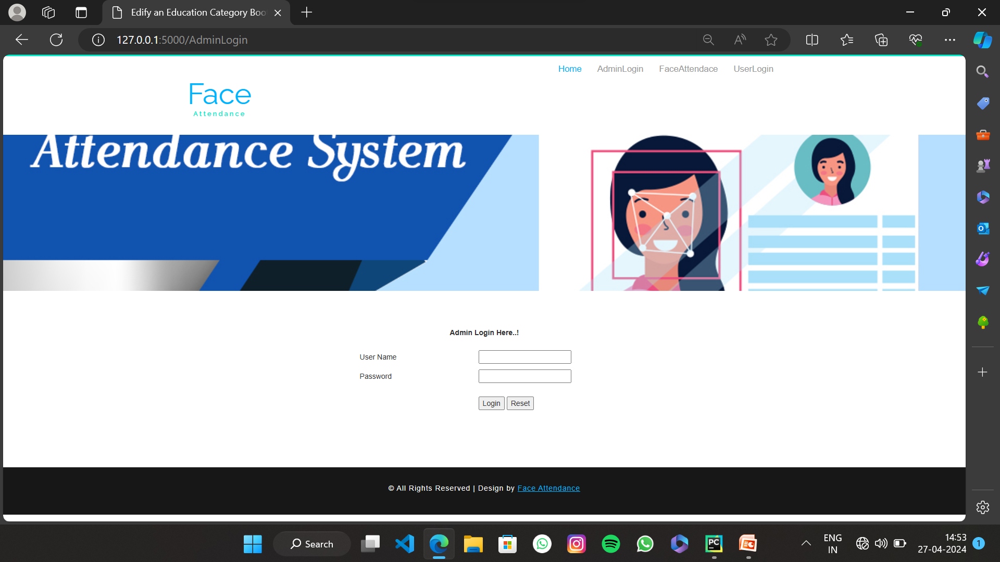 Edify an Education Category Boo
127.0.0.1:5000/AdminLogin
Home AdminLogin FaceAttendace UserLogin
Face
Attendance
Attendance System
Admin Login Here..!
User Name
Password
Login Reset
© All Rights Reserved | Design by Face Attendance
Search
ENG
IN
14:53
27-04-2024
1